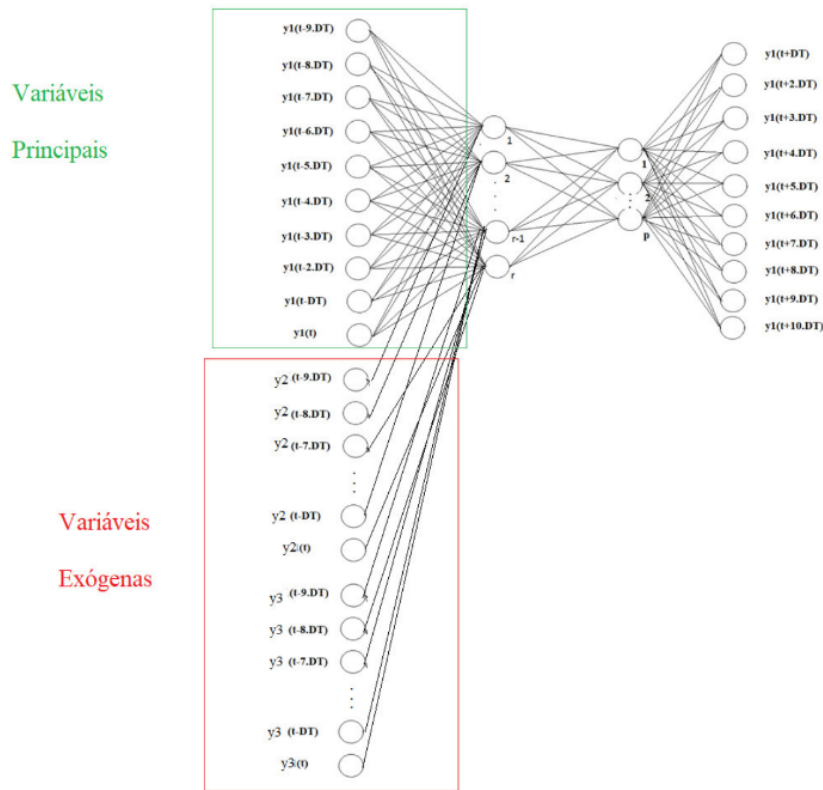 Variáveis
Principais
y1(t-9.DT)
y1(t-8.DT)
y1(t-7.DT)
y1(t-6.DT)
y1(t-5.DT)
y1(t-4.DT)
y1(t-3.DT)
y1(t-2.DT)
y1(t-DT)
y1(t)
1
2
r-1
r
1
2
p
y1(t+DT)
y1(t+2.DT)
y1(t+3.DT)
y1(t+4.DT)
y1(t+5.DT)
y1(t+6.DT)
y1(t+7.DT)
y1(t+8.DT)
y1(t+9.DT)
y1(t+10.DT)
Variáveis
Exógenas
y2 (t-9.DT)
y2 (t-8.DT)
y2 (t-7.DT)
y2 (t-DT)
y2(t)
y3 (t-9.DT)
y3 (t-8.DT)
y3 (t-7.DT)
y3 (t-DT)
y3(t)